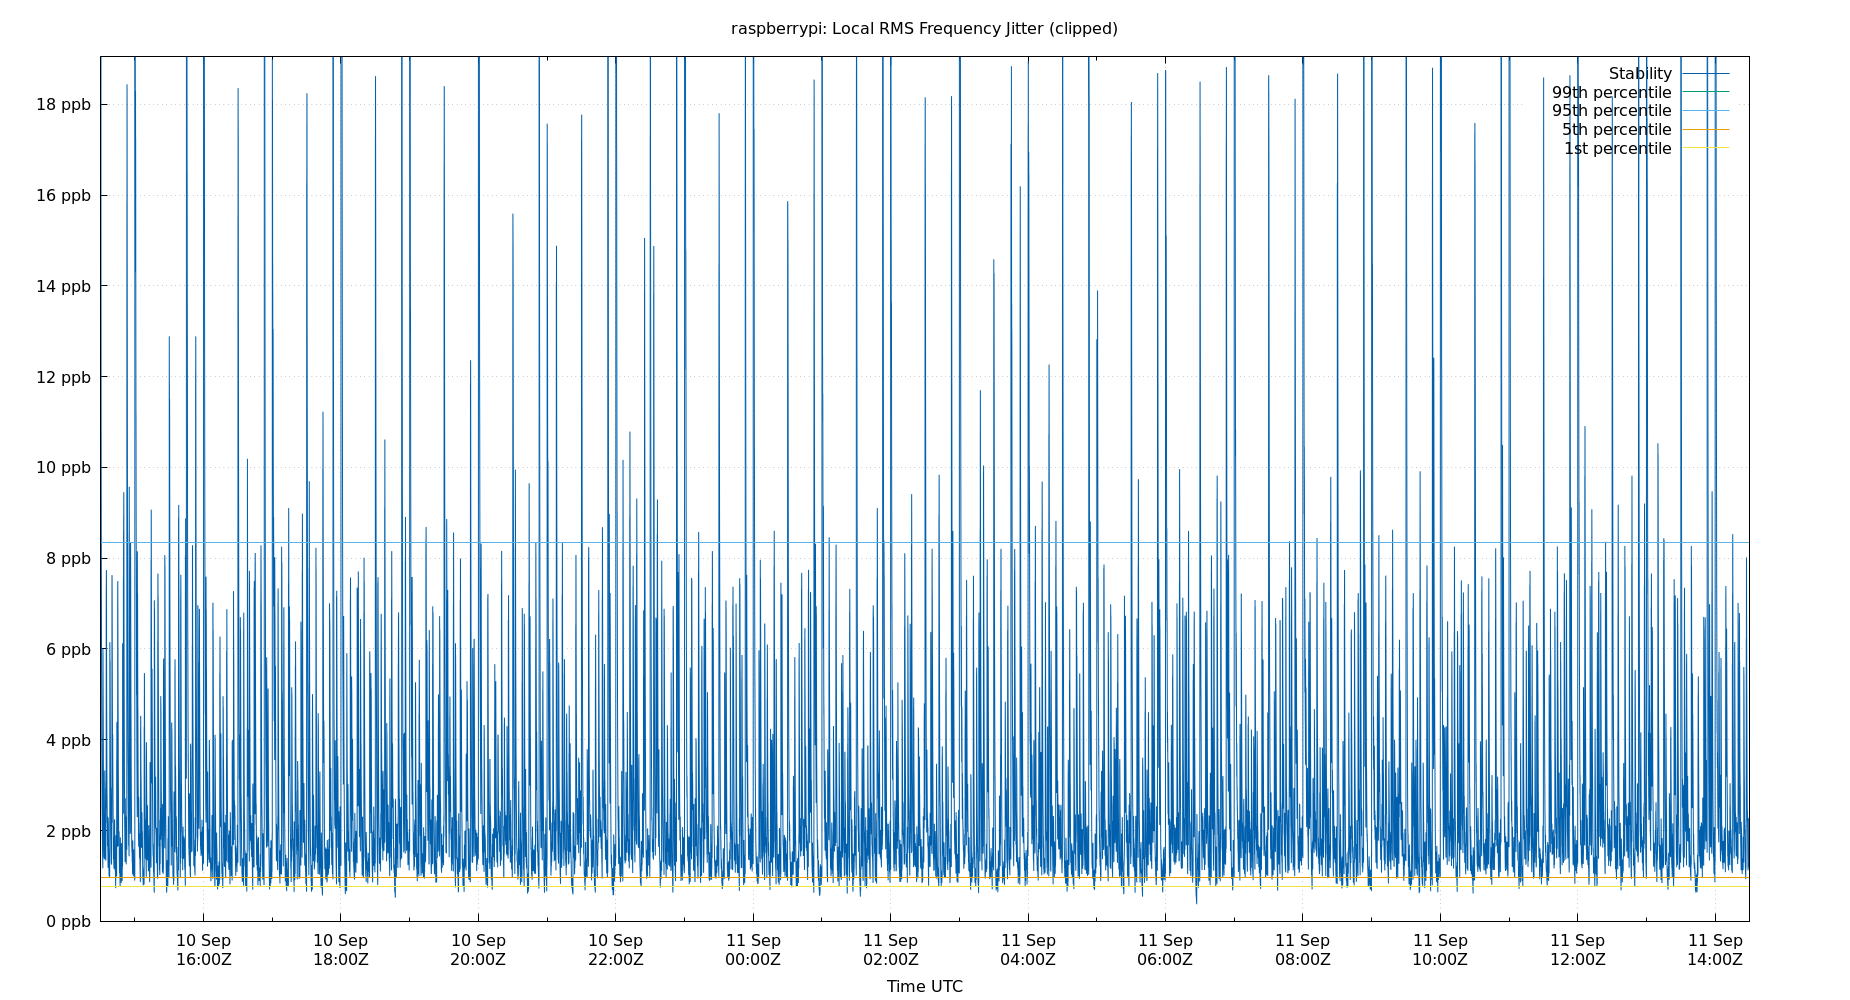 raspberrypi: Local RMS Frequency Jitter (clipped)
Stability
99th percentile
95th percentile
5th percentile
1st percentile
18 ppb
16 ppb
14 ppb
12 ppb
10 ppb
8 ppb
6 ppb
4 ppb
2 ppb
0 ppb
10 Sep 10 Sep 10 Sep 10 Sep 11 Sep 11 Sep 11 Sep 11 Sep 11 Sep 11 Sep 11 Sep 11 Sep
16:00Z 18:00Z 20:00Z 22:00Z 00:00Z 02:00Z 04:00Z 06:00Z 08:00Z 10:00Z 12:00Z 14:00Z
Time UTC